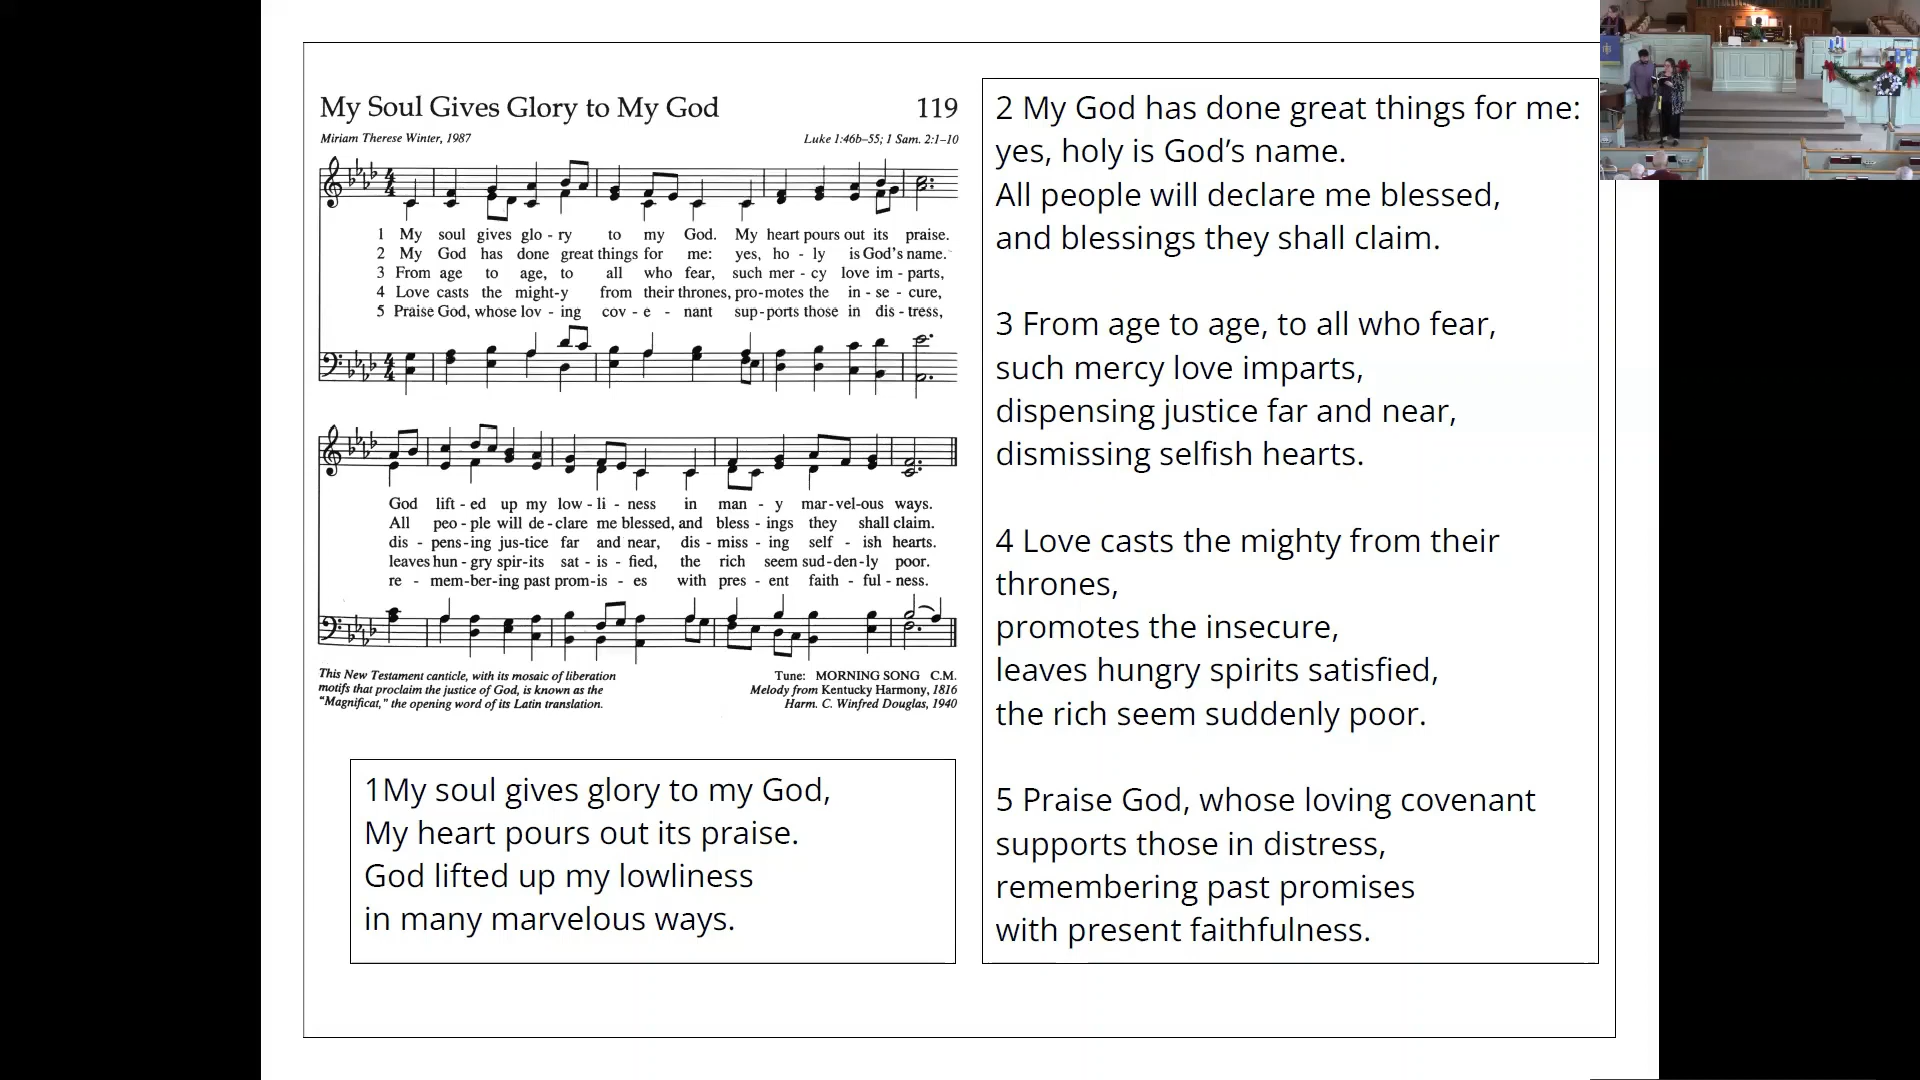 My Soul Gives Glory to My God 119
Miriam Therese Winter, 1987 Luke 1:46b–55; 1 Sam. 2:1–10
1 My soul gives glo - ry to my God. My heart pours out its praise.
2 My God has done great things for me: yes, ho - ly is God's name.
3 From age to age, to all who fear, such mer - cy love im - parts,
4 Love casts the might-y from their thrones, pro-motes the in - se - cure,
5 Praise God, whose lov - ing cov - e - nant sup-ports those in dis - tress,
God lift - ed up my low - li - ness in man - y mar-vel-ous ways.
All peo - ple will de-clare me blessed, and bless - ings they shall claim.
dis - pens-ing jus-tice far and near, dis - miss - ing self - ish hearts.
leaves hun - gry spir-its sat - is - fied, the rich seem sud-den-ly poor.
re - mem-ber-ing past prom-is - es with pres - ent faith - ful - ness.
This New Testament canticle, with its mosaic of liberation
motifs that proclaim the justice of God, is known as the
"Magnificat," the opening word of its Latin translation.
Tune: MORNING SONG C.M.
Melody from Kentucky Harmony, 1816
Harm. C. Winfred Douglas, 1940
1My soul gives glory to my God,
My heart pours out its praise.
God lifted up my lowliness
in many marvelous ways.
2 My God has done great things for me:
yes, holy is God’s name.
All people will declare me blessed,
and blessings they shall claim.
3 From age to age, to all who fear,
such mercy love imparts,
dispensing justice far and near,
dismissing selfish hearts.
4 Love casts the mighty from their
thrones,
promotes the insecure,
leaves hungry spirits satisfied,
the rich seem suddenly poor.
5 Praise God, whose loving covenant
supports those in distress,
remembering past promises
with present faithfulness.